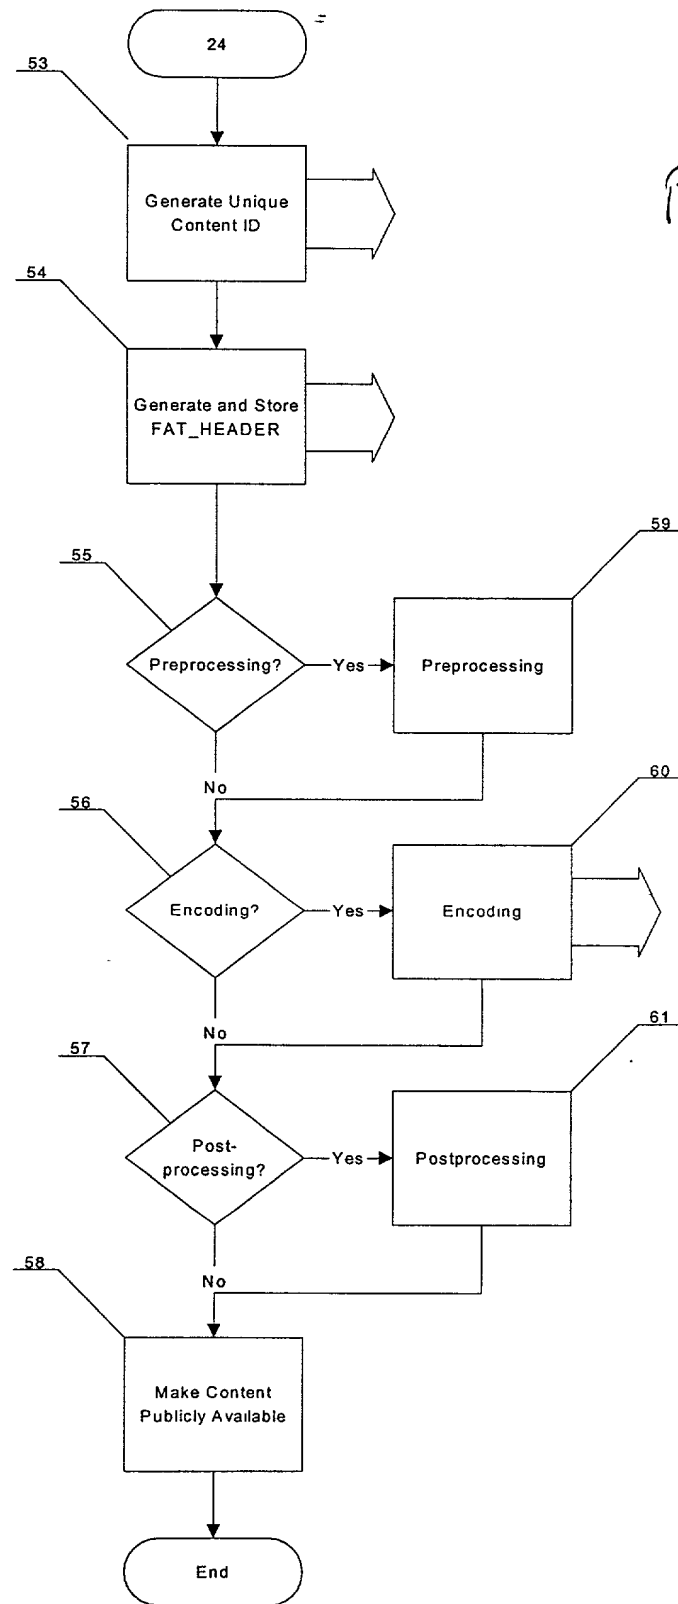 24
53
Generate Unique
Content ID
54
Generate and Store
FAT_HEADER
59
55
Preprocessing?
Yes
Preprocessing
No
60
56
Encoding?
Yes
Encoding
No
61
57
Post-
processing?
Yes
Postprocessing
No
58
Make Content
Publicly Available
End